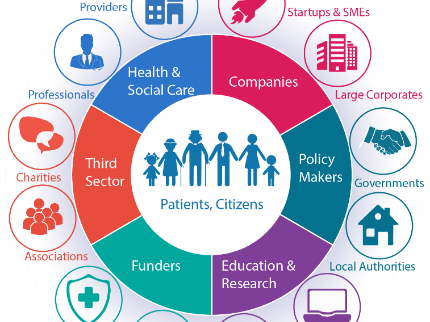 Providers
Startups & SMEs
Professionals
Health &
Social Care
Companies
Large Corporates
Charities
Third
Sector
Policy
Makers
Governments
Patients, Citizens
Associations
Funders
Education &
Research
Local Authorities